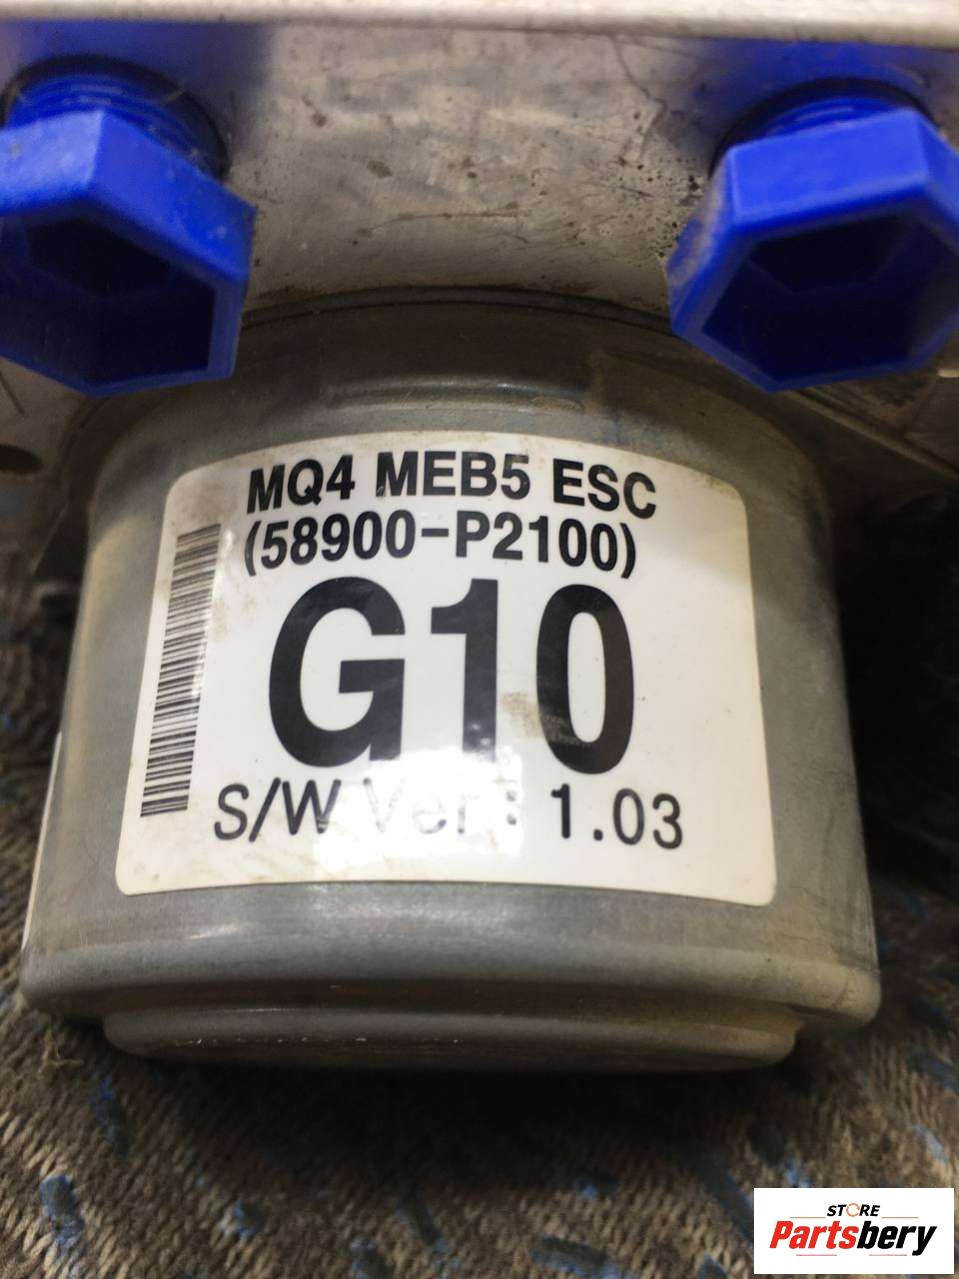 MQ4 MEB5 ESC
(58900-P2100)
G10
S/W Ver : 1.03
STORE
Partsbery